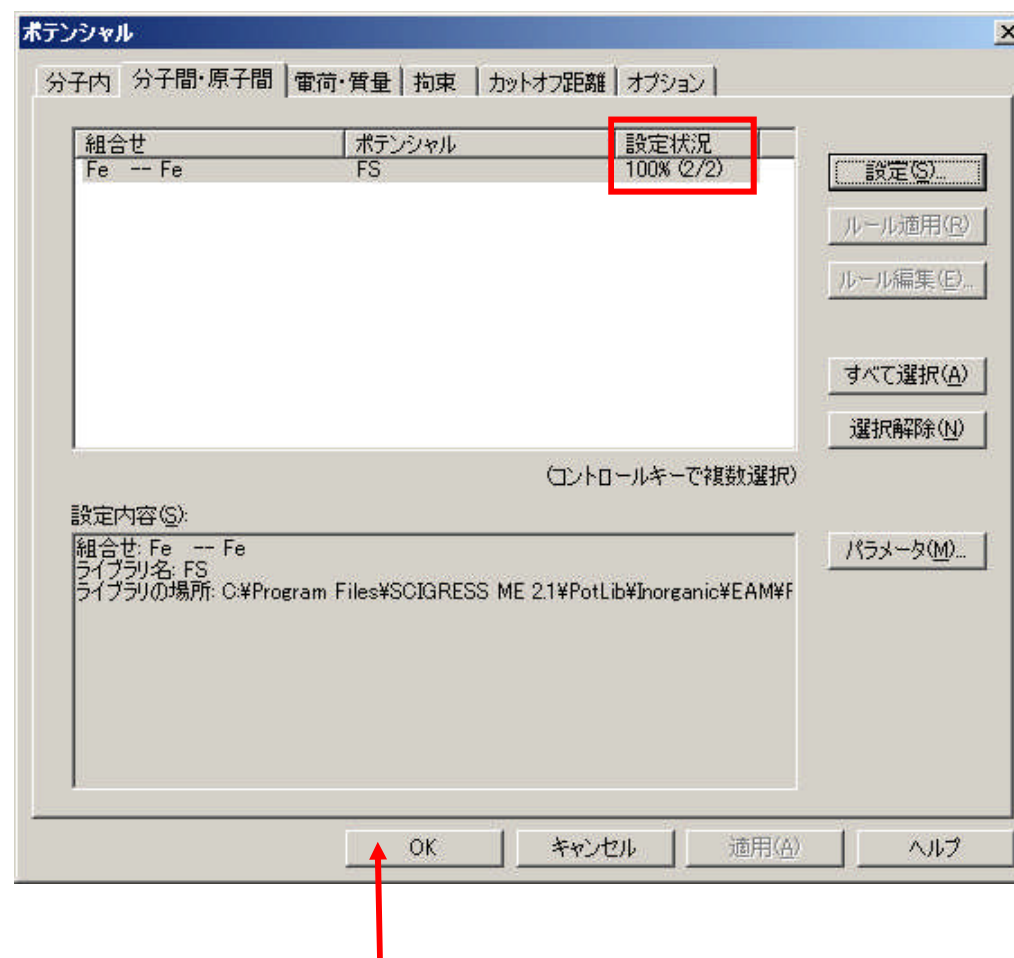 ポテンシャル
分子内 分子間・原子間 電荷・質量 拘束 カットオフ距離 オプション
組合せ ポテンシャル 設定状況
Fe -- Fe FS 100% (2/2)
設定(S)...
ルール適用(R)
ルール編集(E)...
すべて選択(A)
選択解除(N)
(コントロールキーで複数選択)
設定内容(S):
組合せ: Fe -- Fe
ライブラリ名: FS
ライブラリの場所: C:¥Program Files¥SCIGRESS ME 2.1¥PotLib¥Inorganic¥EAM¥F
パラメータ(M)...
OK キャンセル 適用(A) ヘルプ